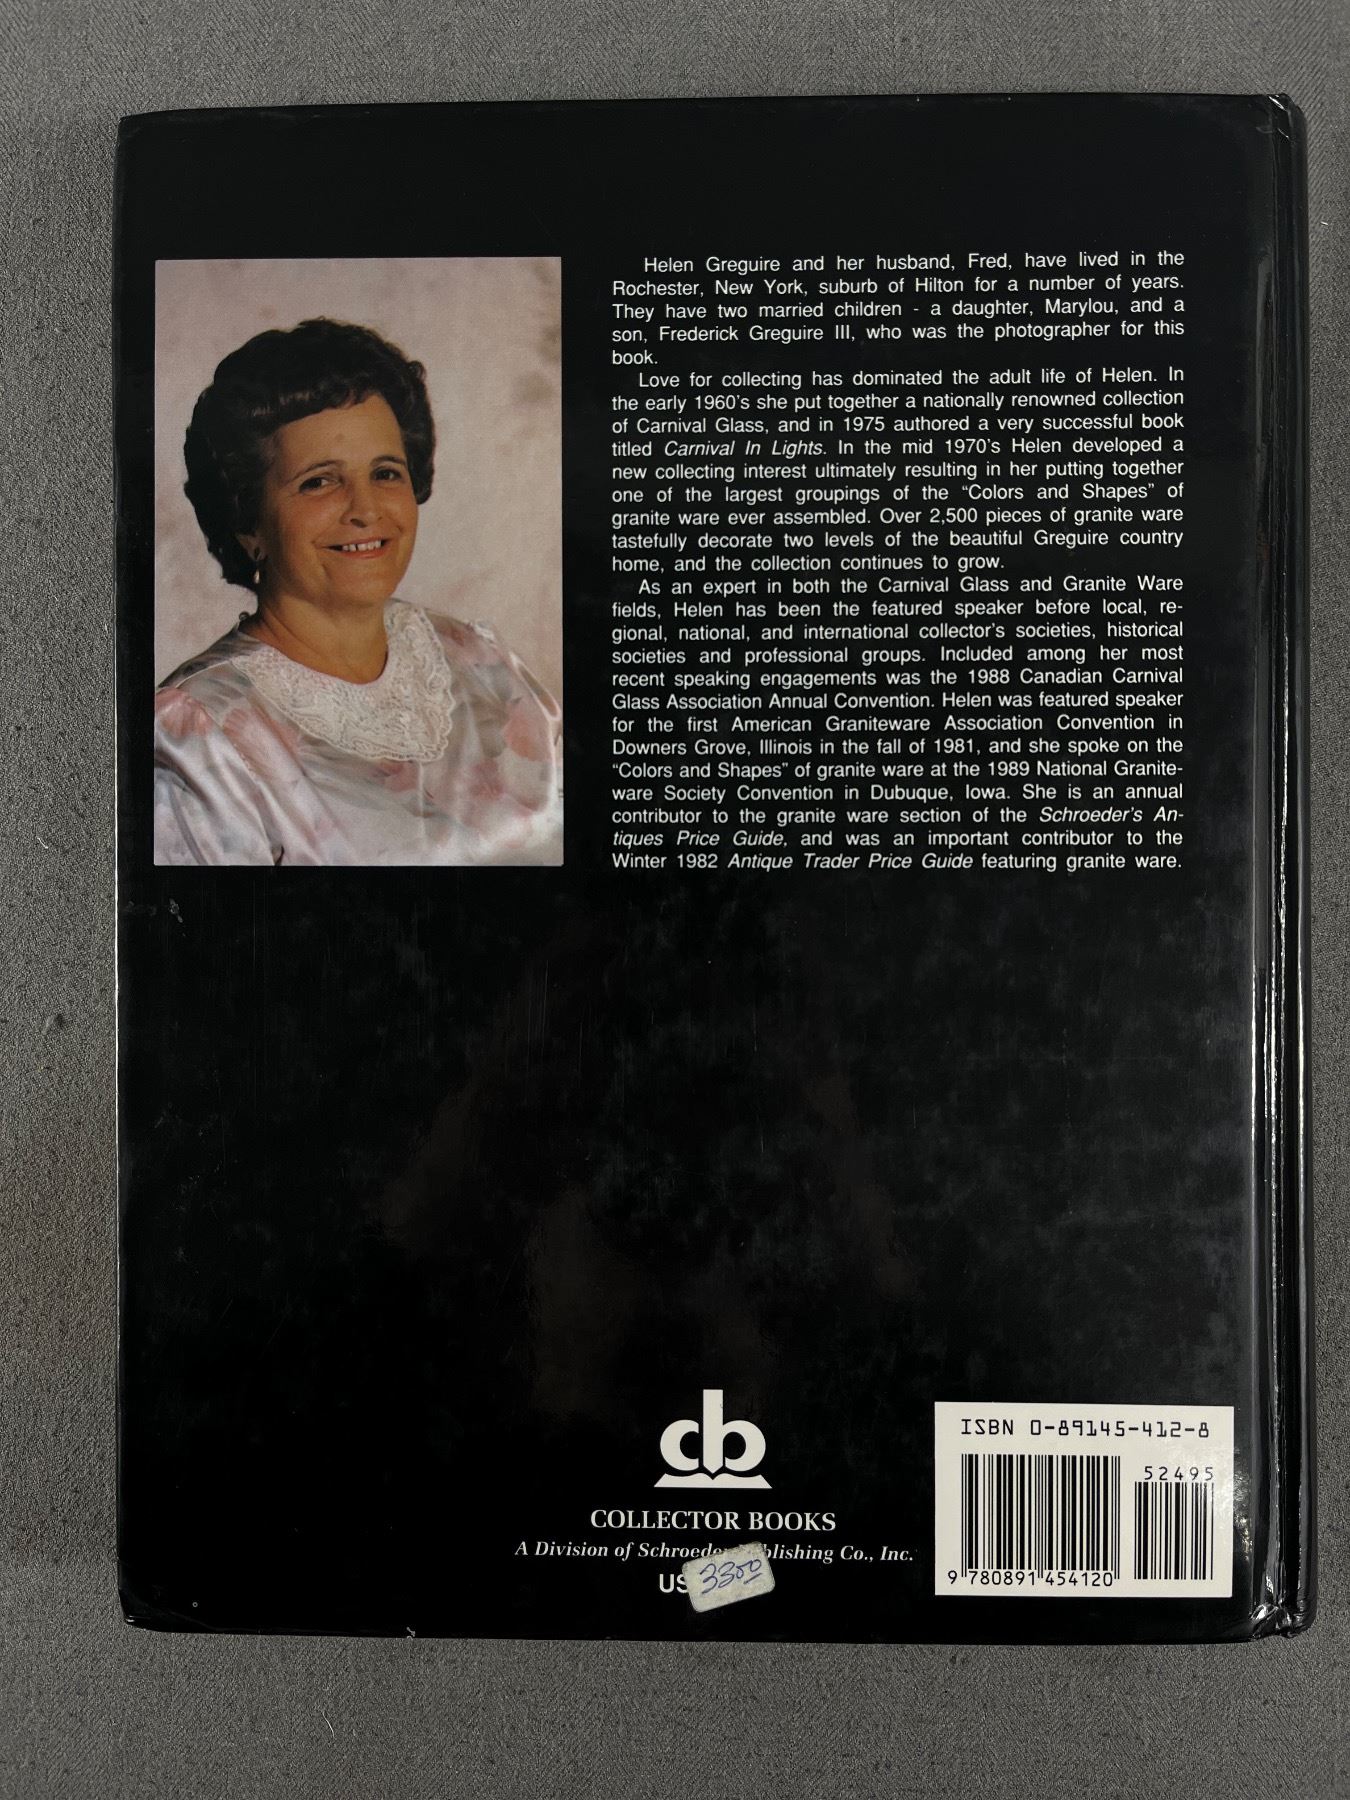 Helen Greguire and her husband, Fred, have lived in the
Rochester, New York, suburb of Hilton for a number of years.
They have two married children - a daughter, Marylou, and a
son, Frederick Greguire III, who was the photographer for this
book.
Love for collecting has dominated the adult life of Helen. In
the early 1960's she put together a nationally renowned collection
of Carnival Glass, and in 1975 authored a very successful book
titled Carnival In Lights. In the mid 1970's Helen developed a
new collecting interest ultimately resulting in her putting together
one of the largest groupings of the “Colors and Shapes” of
granite ware ever assembled. Over 2,500 pieces of granite ware
tastefully decorate two levels of the beautiful Greguire country
home, and the collection continues to grow.
As an expert in both the Carnival Glass and Granite Ware
fields, Helen has been the featured speaker before local, re-
gional, national, and international collector's societies, historical
societies and professional groups. Included among her most
recent speaking engagements was the 1988 Canadian Carnival
Glass Association Annual Convention. Helen was featured speaker
for the first American Graniteware Association Convention in
Downers Grove, Illinois in the fall of 1981, and she spoke on the
“Colors and Shapes” of granite ware at the 1989 National Granite-
ware Society Convention in Dubuque, Iowa. She is an annual
contributor to the granite ware section of the Schroeder's An-
tiques Price Guide, and was an important contributor to the
Winter 1982 Antique Trader Price Guide featuring granite ware.
cb
COLLECTOR BOOKS
A Division of Schroeder Publishing Co., Inc.
US
3300
ISBN 0-89145-412-8
52495
9 780891 454120